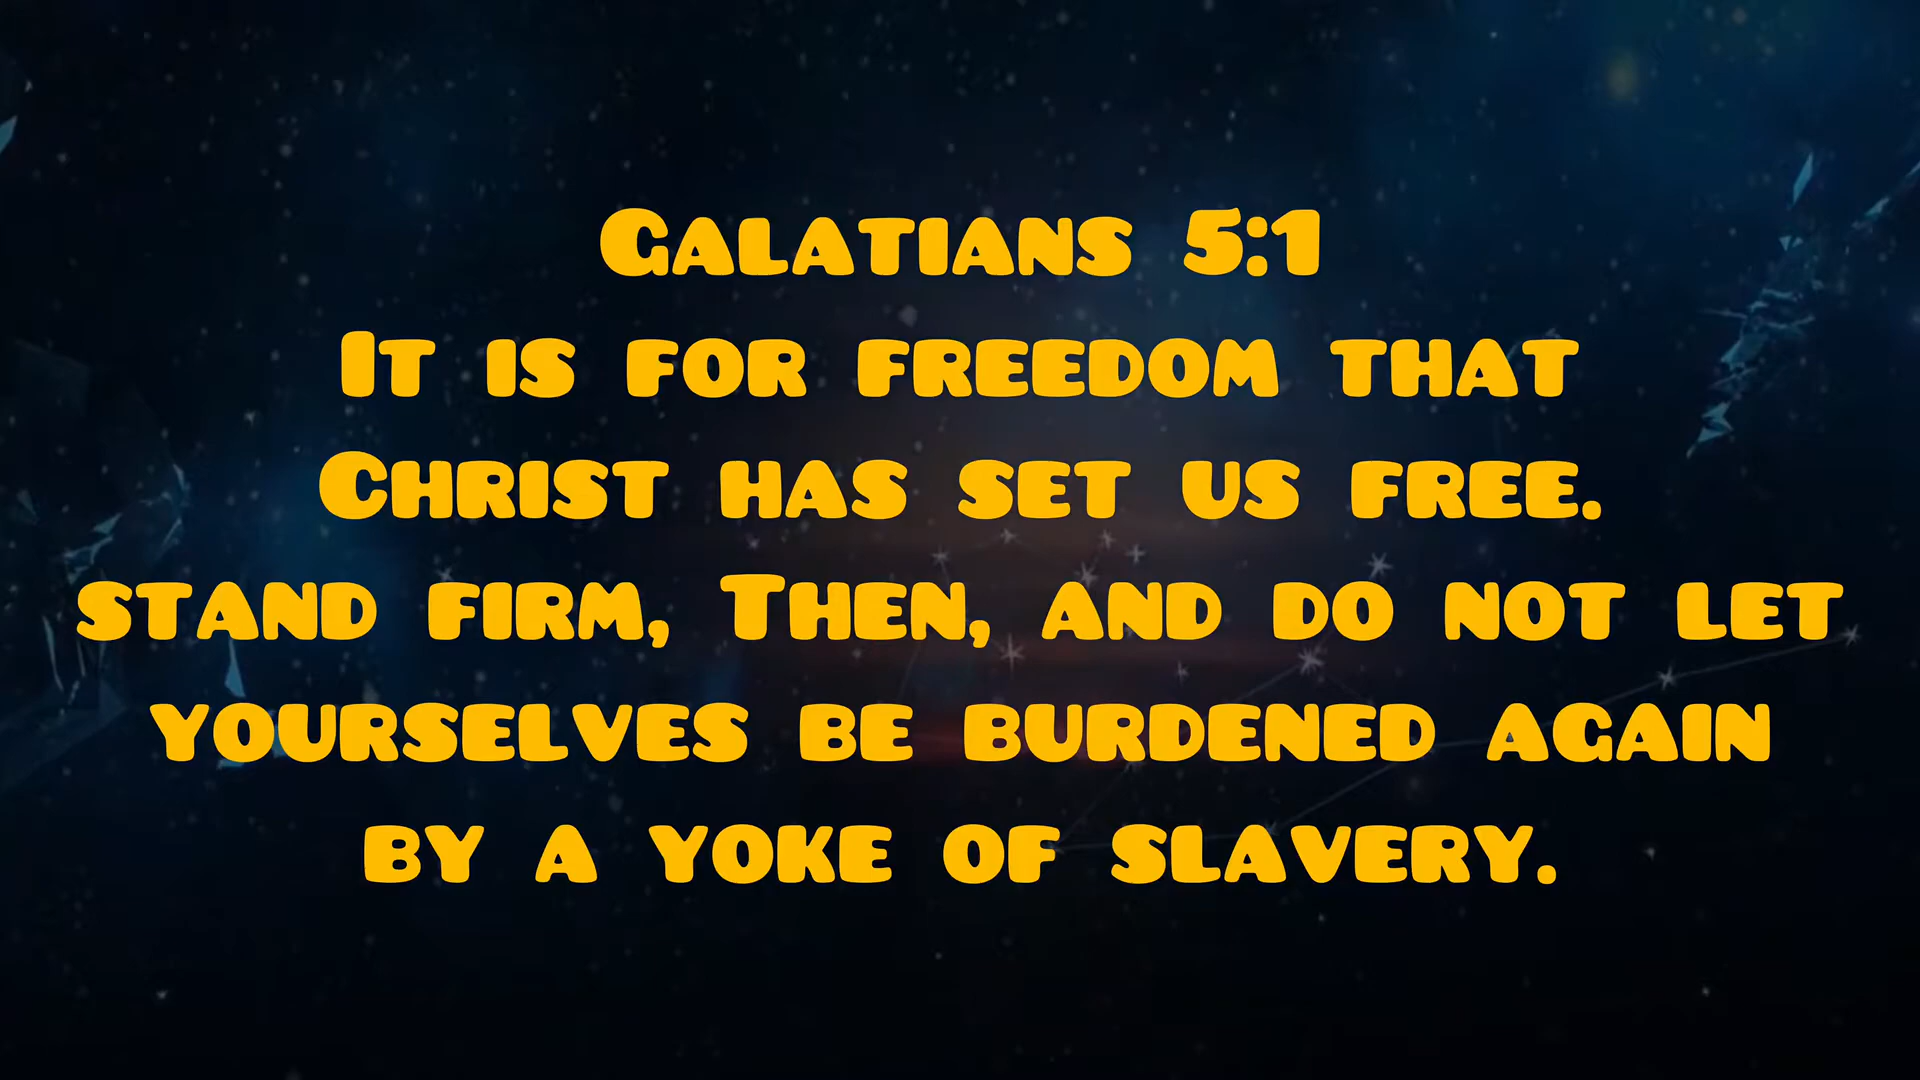 Galatians 5:1
It is for freedom that
Christ has set us free.
stand firm, Then, and do not let
yourselves be burdened again
by a yoke of slavery.